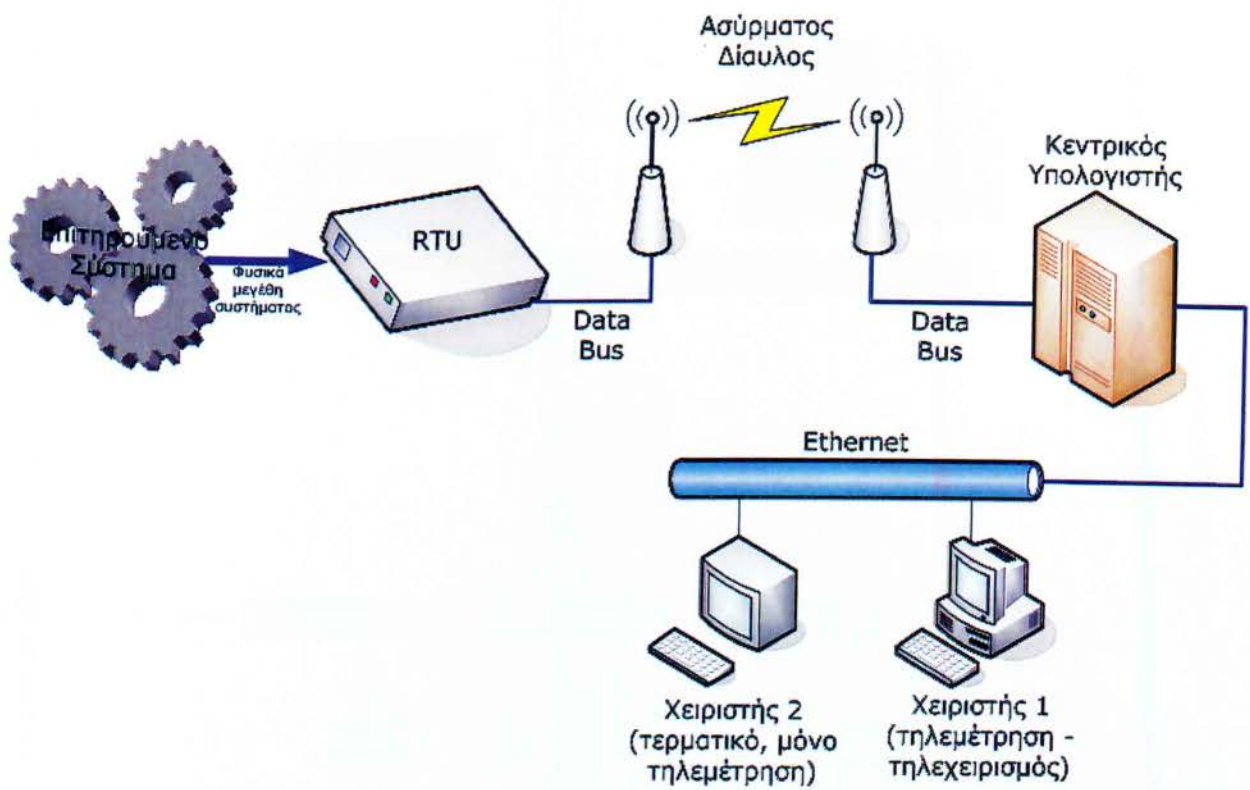 Ασύρματος
Δίαυλος
Κεντρικός
Υπολογιστής
Επιτηρούμενο
Σύστημα
RTU
Φυσικά
μεγέθη
συστήματος
Data
Bus
Data
Bus
Ethernet
Χειριστής 2
(τερματικό, μόνο
τηλεμέτρηση)
Χειριστής 1
(τηλεμέτρηση -
τηλεχειρισμός)